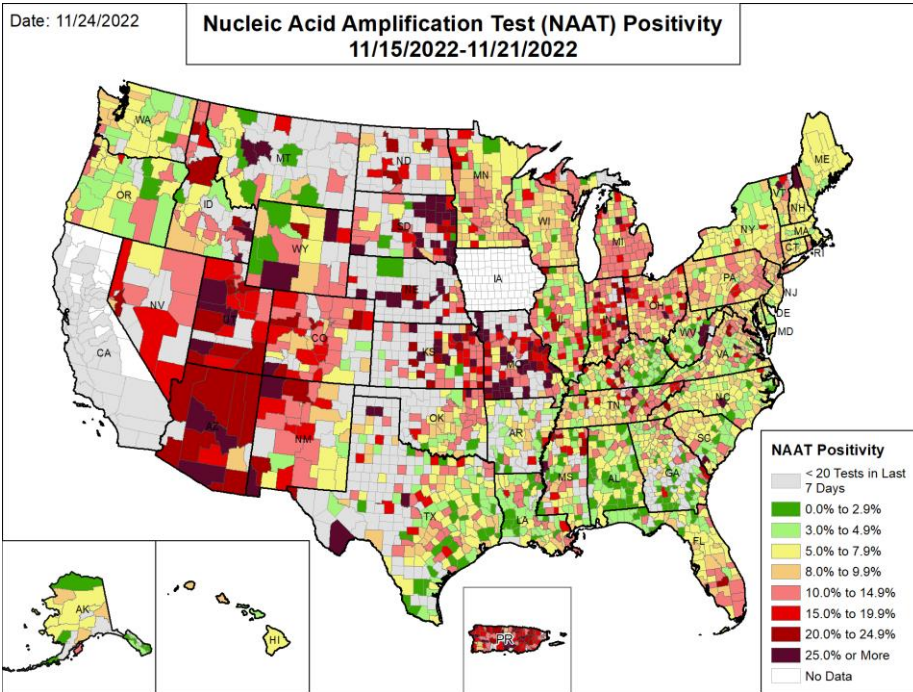 Date: 11/24/2022
Nucleic Acid Amplification Test (NAAT) Positivity
11/15/2022-11/21/2022
WA
MT
ND
MN
ME
OR
ID
SD
WI
VT
NH
NY
MA
WY
MI
CT
RI
NE
IA
PA
NJ
NV
UT
IL
IN
OH
DE
CA
CO
WV
MD
KS
MO
KY
VA
AZ
NM
OK
TN
NC
AR
SC
MS
AL
GA
TX
LA
FL
AK
HI
PR
NAAT Positivity
< 20 Tests in Last
7 Days
0.0% to 2.9%
3.0% to 4.9%
5.0% to 7.9%
8.0% to 9.9%
10.0% to 14.9%
15.0% to 19.9%
20.0% to 24.9%
25.0% or More
No Data